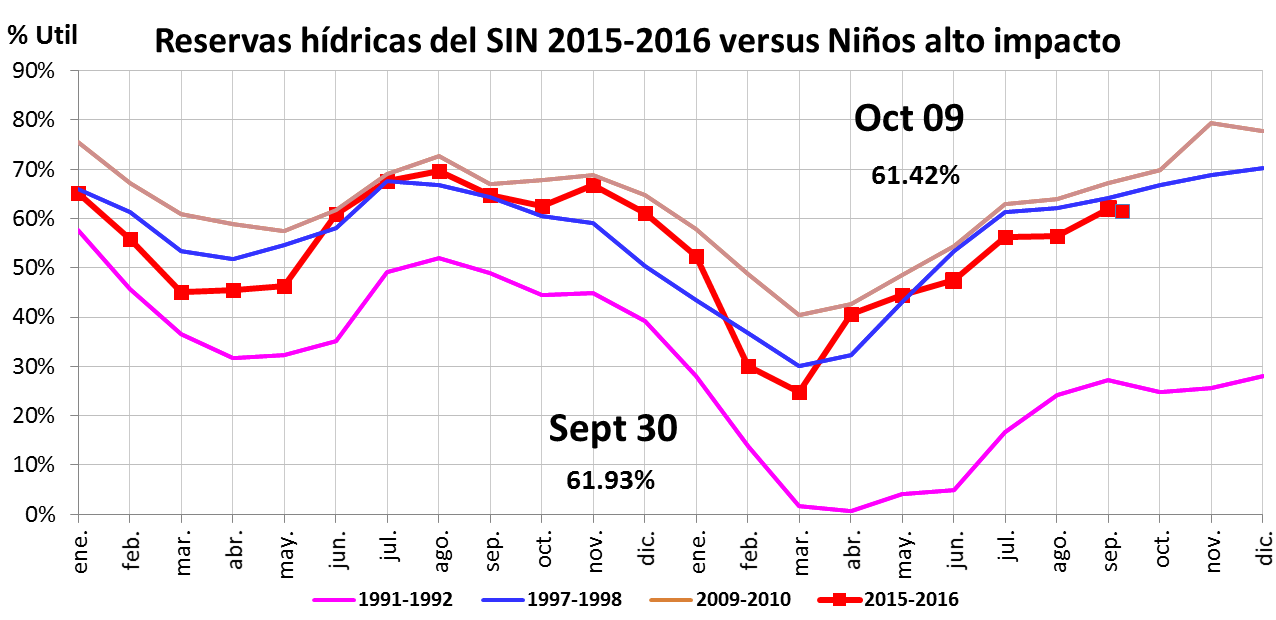 % Util
Reservas hídricas del SIN 2015-2016 versus Niños alto impacto
90%
80%
70%
60%
50%
40%
30%
20%
10%
0%
Oct 09
61.42%
Sept 30
61.93%
ene. feb. mar. abr. may. jun. jul. ago. sep. oct. nov. dic. ene. feb. mar. abr. may. jun. jul. ago. sep. oct. nov. dic.
1991-1992 1997-1998 2009-2010 2015-2016